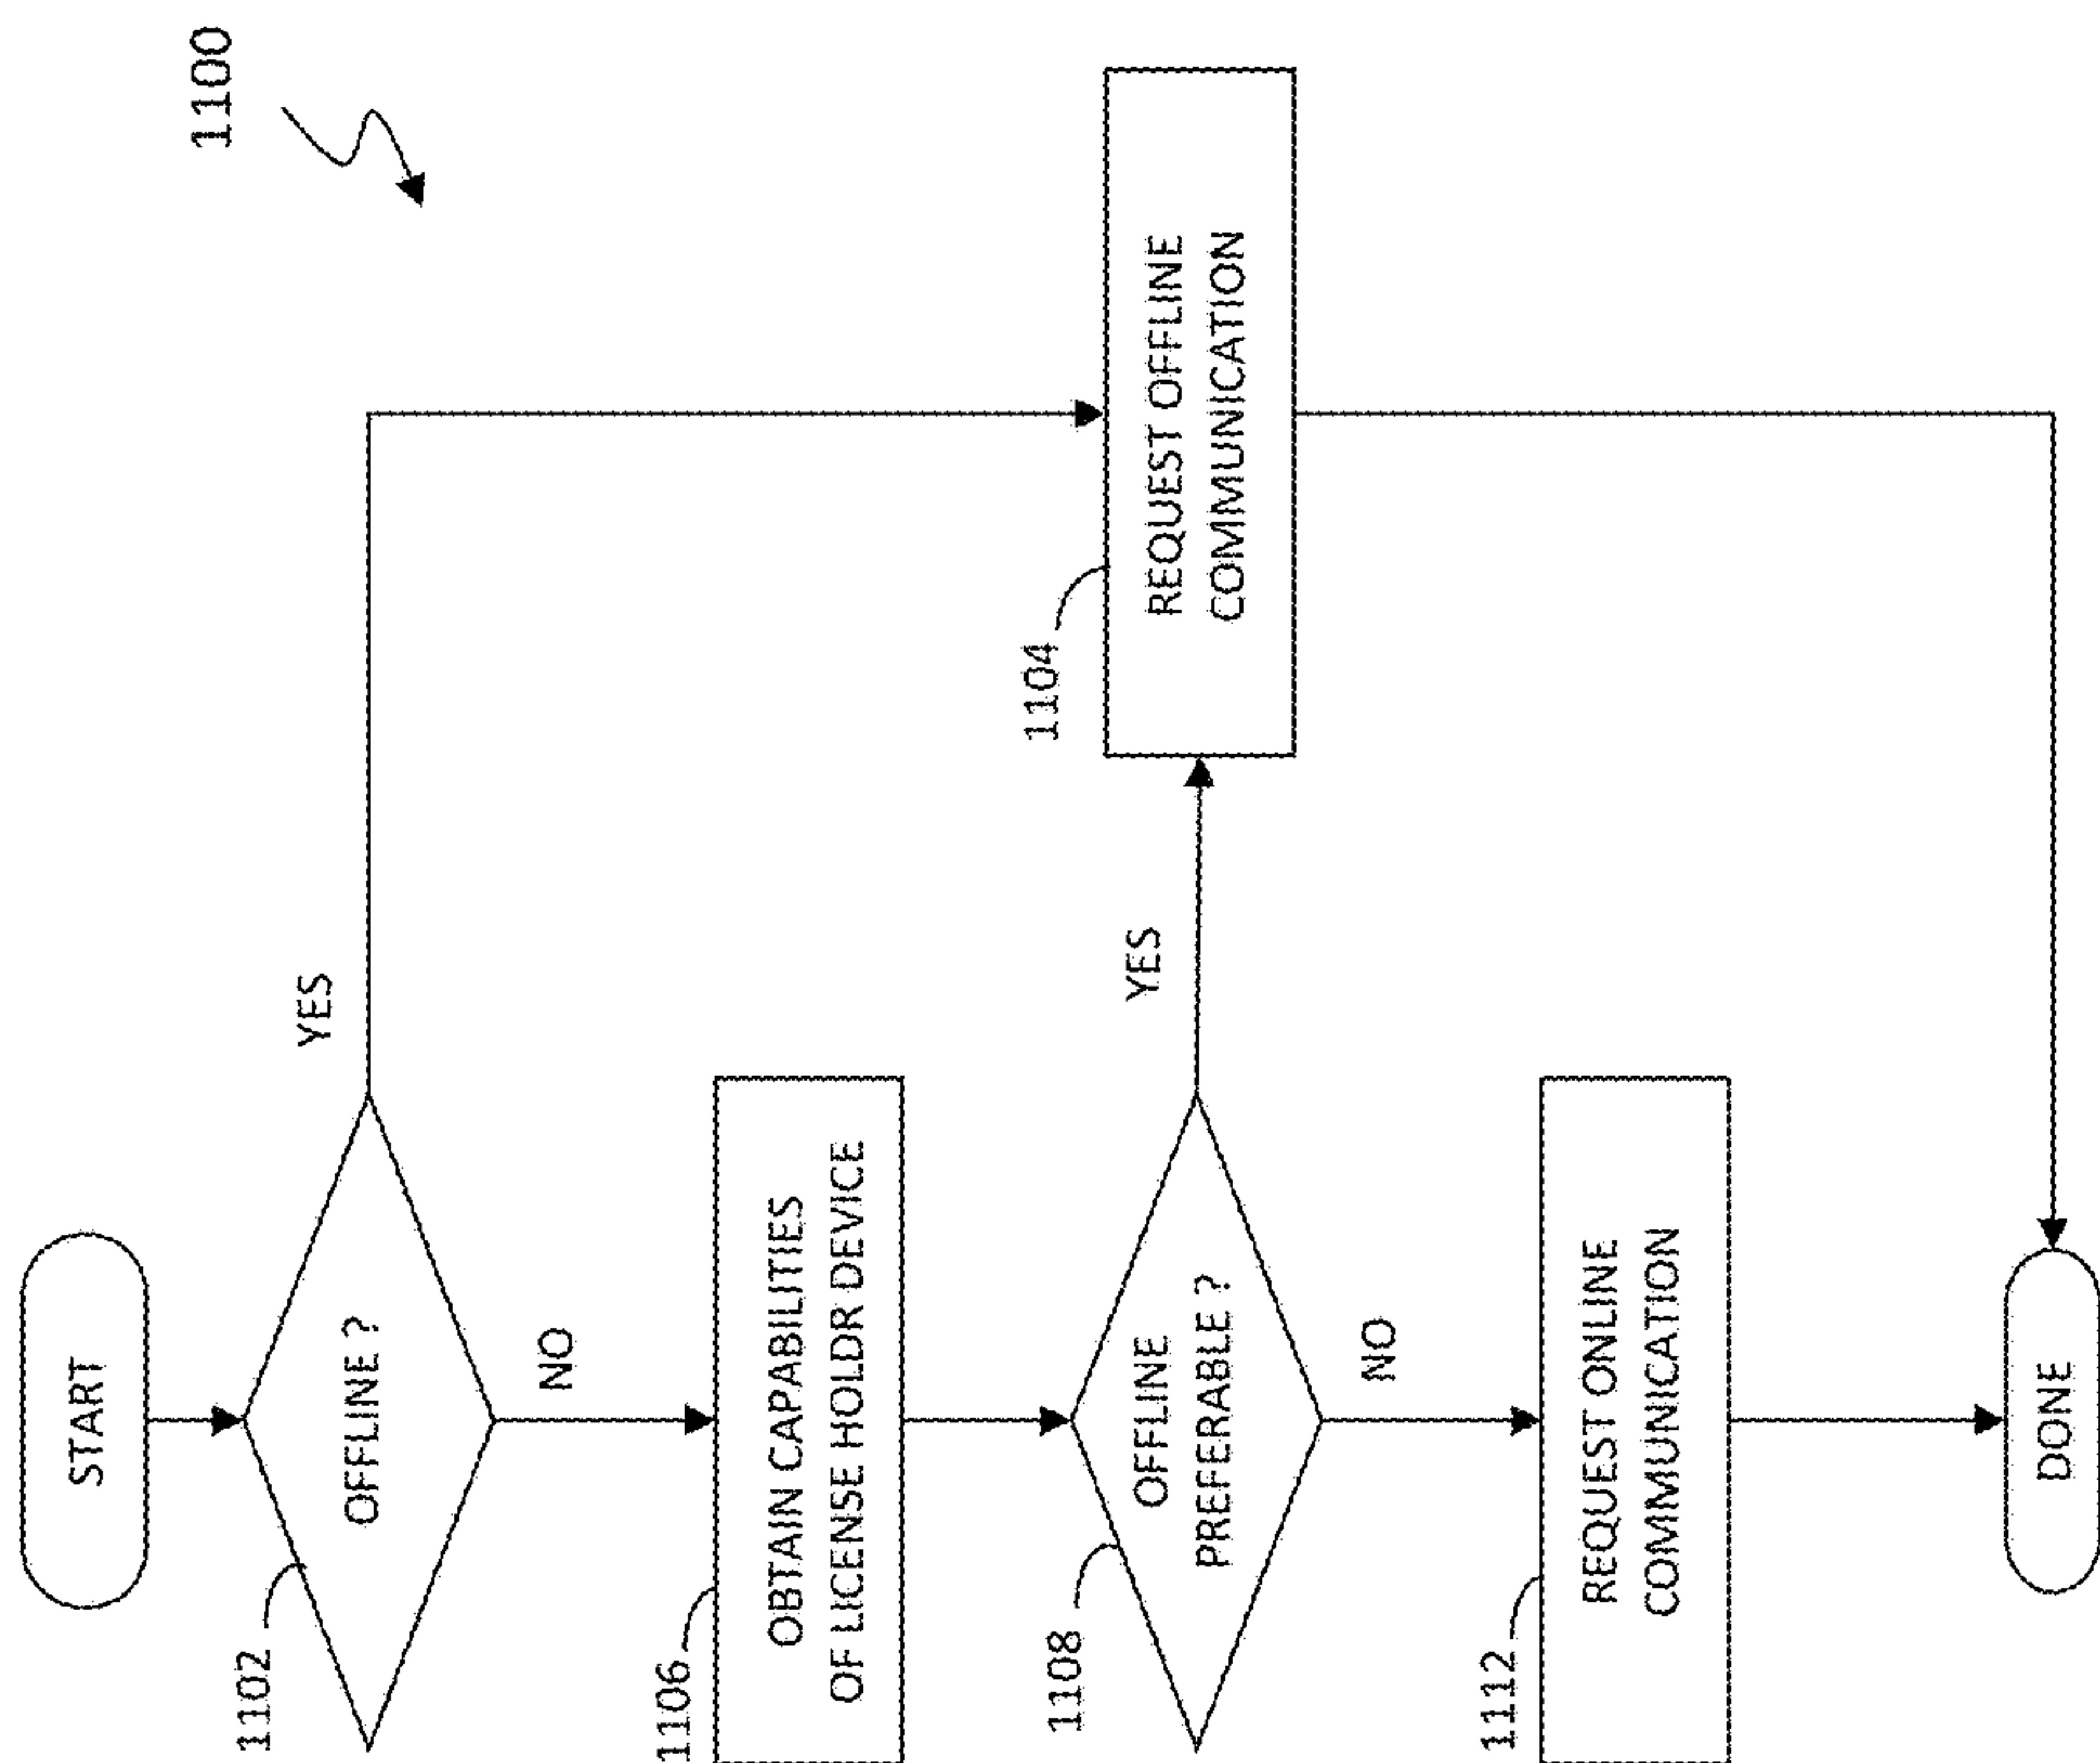 1100
START
1102
OFFLINE ?
YES
NO
1106
OBTAIN CAPABILITIES
OF LICENSE HOLDR DEVICE
1108
OFFLINE
PREFERABLE ?
YES
1104
REQUEST OFFLINE
COMMUNICATION
NO
1112
REQUEST ONLINE
COMMUNICATION
DONE